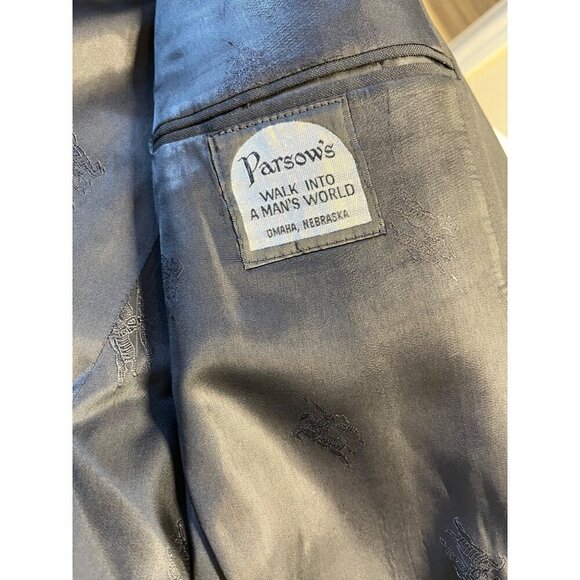 Parsow's
WALK INTO
A MAN'S WORLD
OMAHA, NEBRASKA